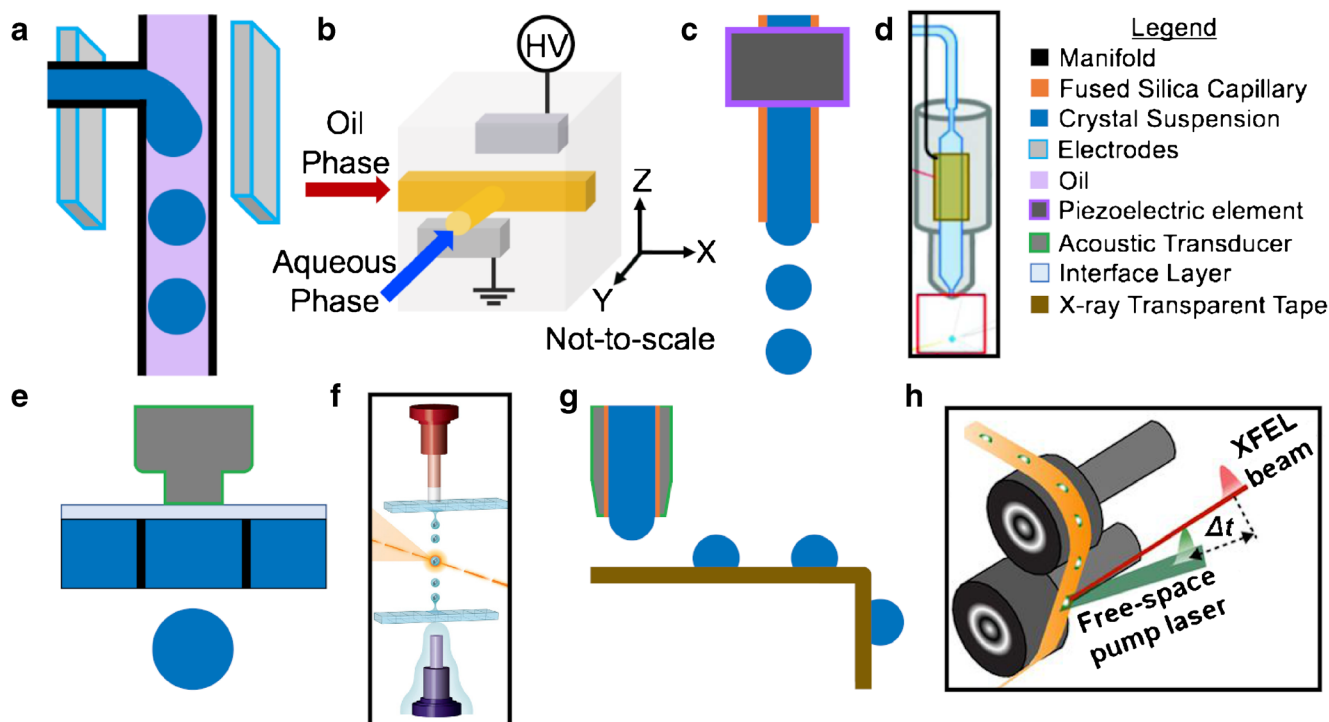 a
b
HV
Oil
Phase
Aqueous
Phase
Z
X
Y
Not-to-scale
c
d
Legend
Manifold
Fused Silica Capillary
Crystal Suspension
Electrodes
Oil
Piezoelectric element
Acoustic Transducer
Interface Layer
X-ray Transparent Tape
e
f
g
h
XFEL
beam
Δt
Free-space
pump laser